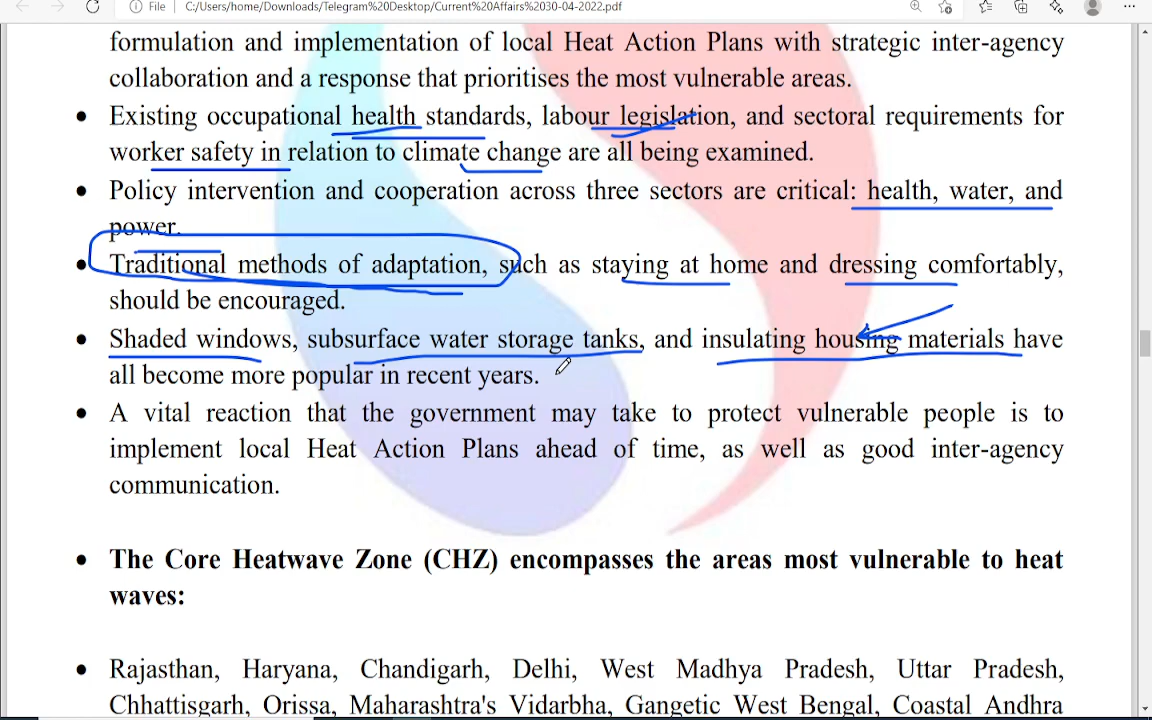 File
C:/Users/home/Downloads/Telegram%20Desktop/Current%20Affairs%2030-04-2022.pdf
formulation and implementation of local Heat Action Plans with strategic inter-agency
collaboration and a response that prioritises the most vulnerable areas.
• Existing occupational health standards, labour legislation, and sectoral requirements for
worker safety in relation to climate change are all being examined.
• Policy intervention and cooperation across three sectors are critical: health, water, and
power.
• Traditional methods of adaptation, such as staying at home and dressing comfortably,
should be encouraged.
• Shaded windows, subsurface water storage tanks, and insulating housing materials have
all become more popular in recent years.
• A vital reaction that the government may take to protect vulnerable people is to
implement local Heat Action Plans ahead of time, as well as good inter-agency
communication.
• The Core Heatwave Zone (CHZ) encompasses the areas most vulnerable to heat
waves:
• Rajasthan, Haryana, Chandigarh, Delhi, West Madhya Pradesh, Uttar Pradesh,
Chhattisgarh, Orissa, Maharashtra's Vidarbha, Gangetic West Bengal, Coastal Andhra